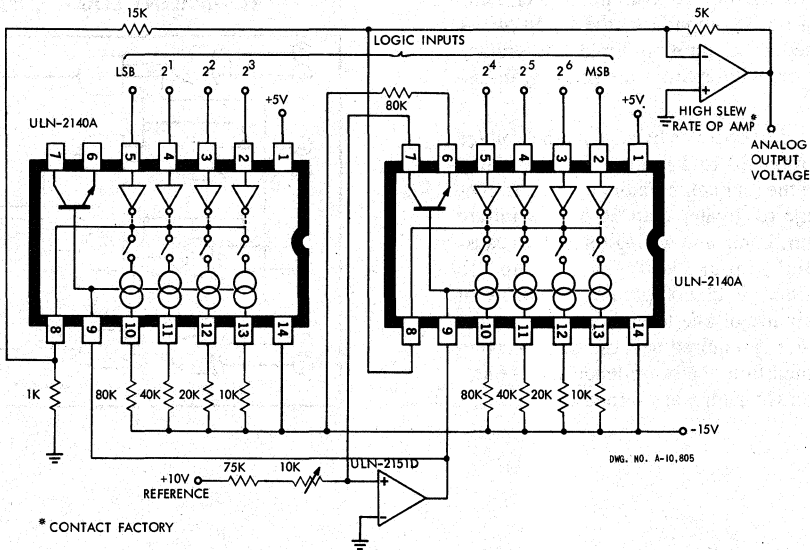 15K
5K
LOGIC INPUTS
LSB 2¹ 2² 2³
2⁴ 2⁵ 2⁶ MSB
+5V
80K
+5V
ULN-2140A
HIGH SLEW
RATE OP AMP*
ANALOG
OUTPUT
VOLTAGE
7 6 5 4 3 2 1
7 6 5 4 3 2 1
ULN-2140A
8 9 10 11 12 13 14
8 9 10 11 12 13 14
1K
80K 40K 20K 10K
80K 40K 20K 10K
-15V
DWG. NO. A-10,805
+10V
REFERENCE
75K
10K
ULN-2151D
* CONTACT FACTORY